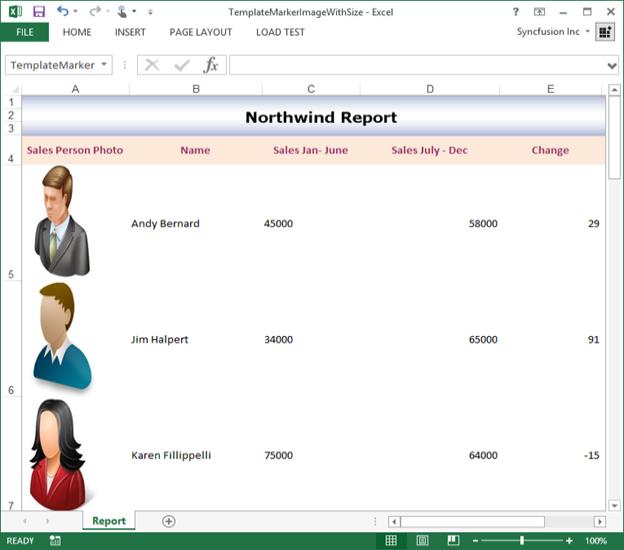 TemplateMarkerImageWithSize - Excel
FILE HOME INSERT PAGE LAYOUT LOAD TEST Syncfusion Inc
TemplateMarker fx
A B C D E
1
2 Northwind Report
3
4 Sales Person Photo Name Sales Jan- June Sales July - Dec Change
Andy Bernard 45000 58000 29
5
Jim Halpert 34000 65000 91
6
Karen Fillippelli 75000 64000 -15
7
Report
READY 100%